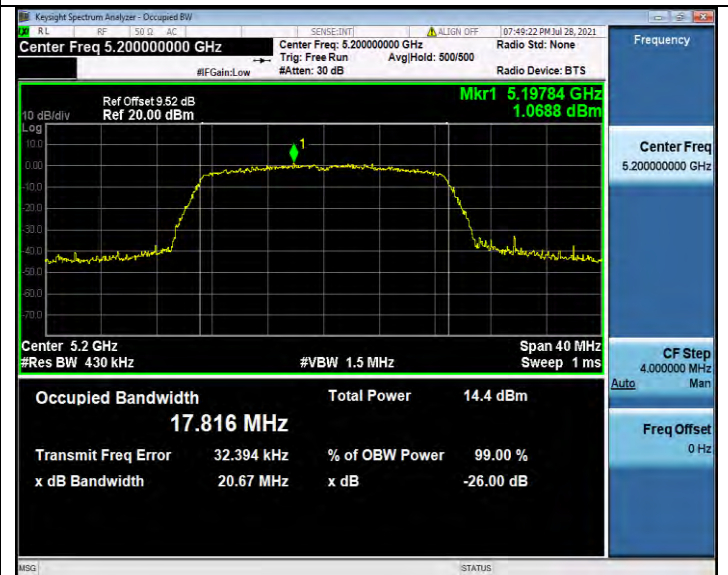 Keysight Spectrum Analyzer - Occupied BW
RL RF 50 Ω AC SENSE:INT ALIGN OFF 07:49:22 PM Jul 28, 2021
Center Freq 5.200000000 GHz
Center Freq: 5.200000000 GHz Radio Std: None
Trig: Free Run Avg|Hold: 500/500
#IFGain:Low #Atten: 30 dB Radio Device: BTS
Frequency
Ref Offset 9.52 dB Mkr1 5.19784 GHz
10 dB/div Ref 20.00 dBm 1.0688 dBm
Log
10.0
0.00
-10.0
-20.0
-30.0
-40.0
-50.0
-60.0
-70.0
1
Center 5.2 GHz Span 40 MHz
#Res BW 430 kHz #VBW 1.5 MHz Sweep 1 ms
Occupied Bandwidth Total Power 14.4 dBm
17.816 MHz
Transmit Freq Error 32.394 kHz % of OBW Power 99.00 %
x dB Bandwidth 20.67 MHz x dB -26.00 dB
Center Freq
5.200000000 GHz
CF Step
4.000000 MHz
Auto Man
Freq Offset
0 Hz
MSG STATUS